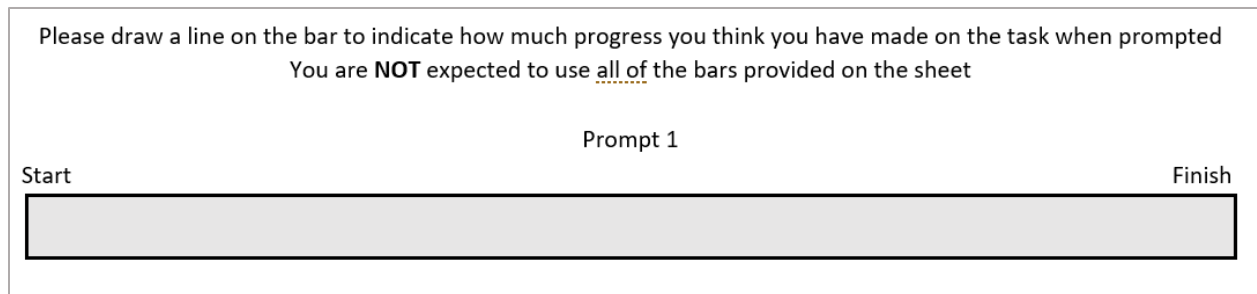 Please draw a line on the bar to indicate how much progress you think you have made on the task when prompted
You are NOT expected to use all of the bars provided on the sheet
Prompt 1
Start Finish